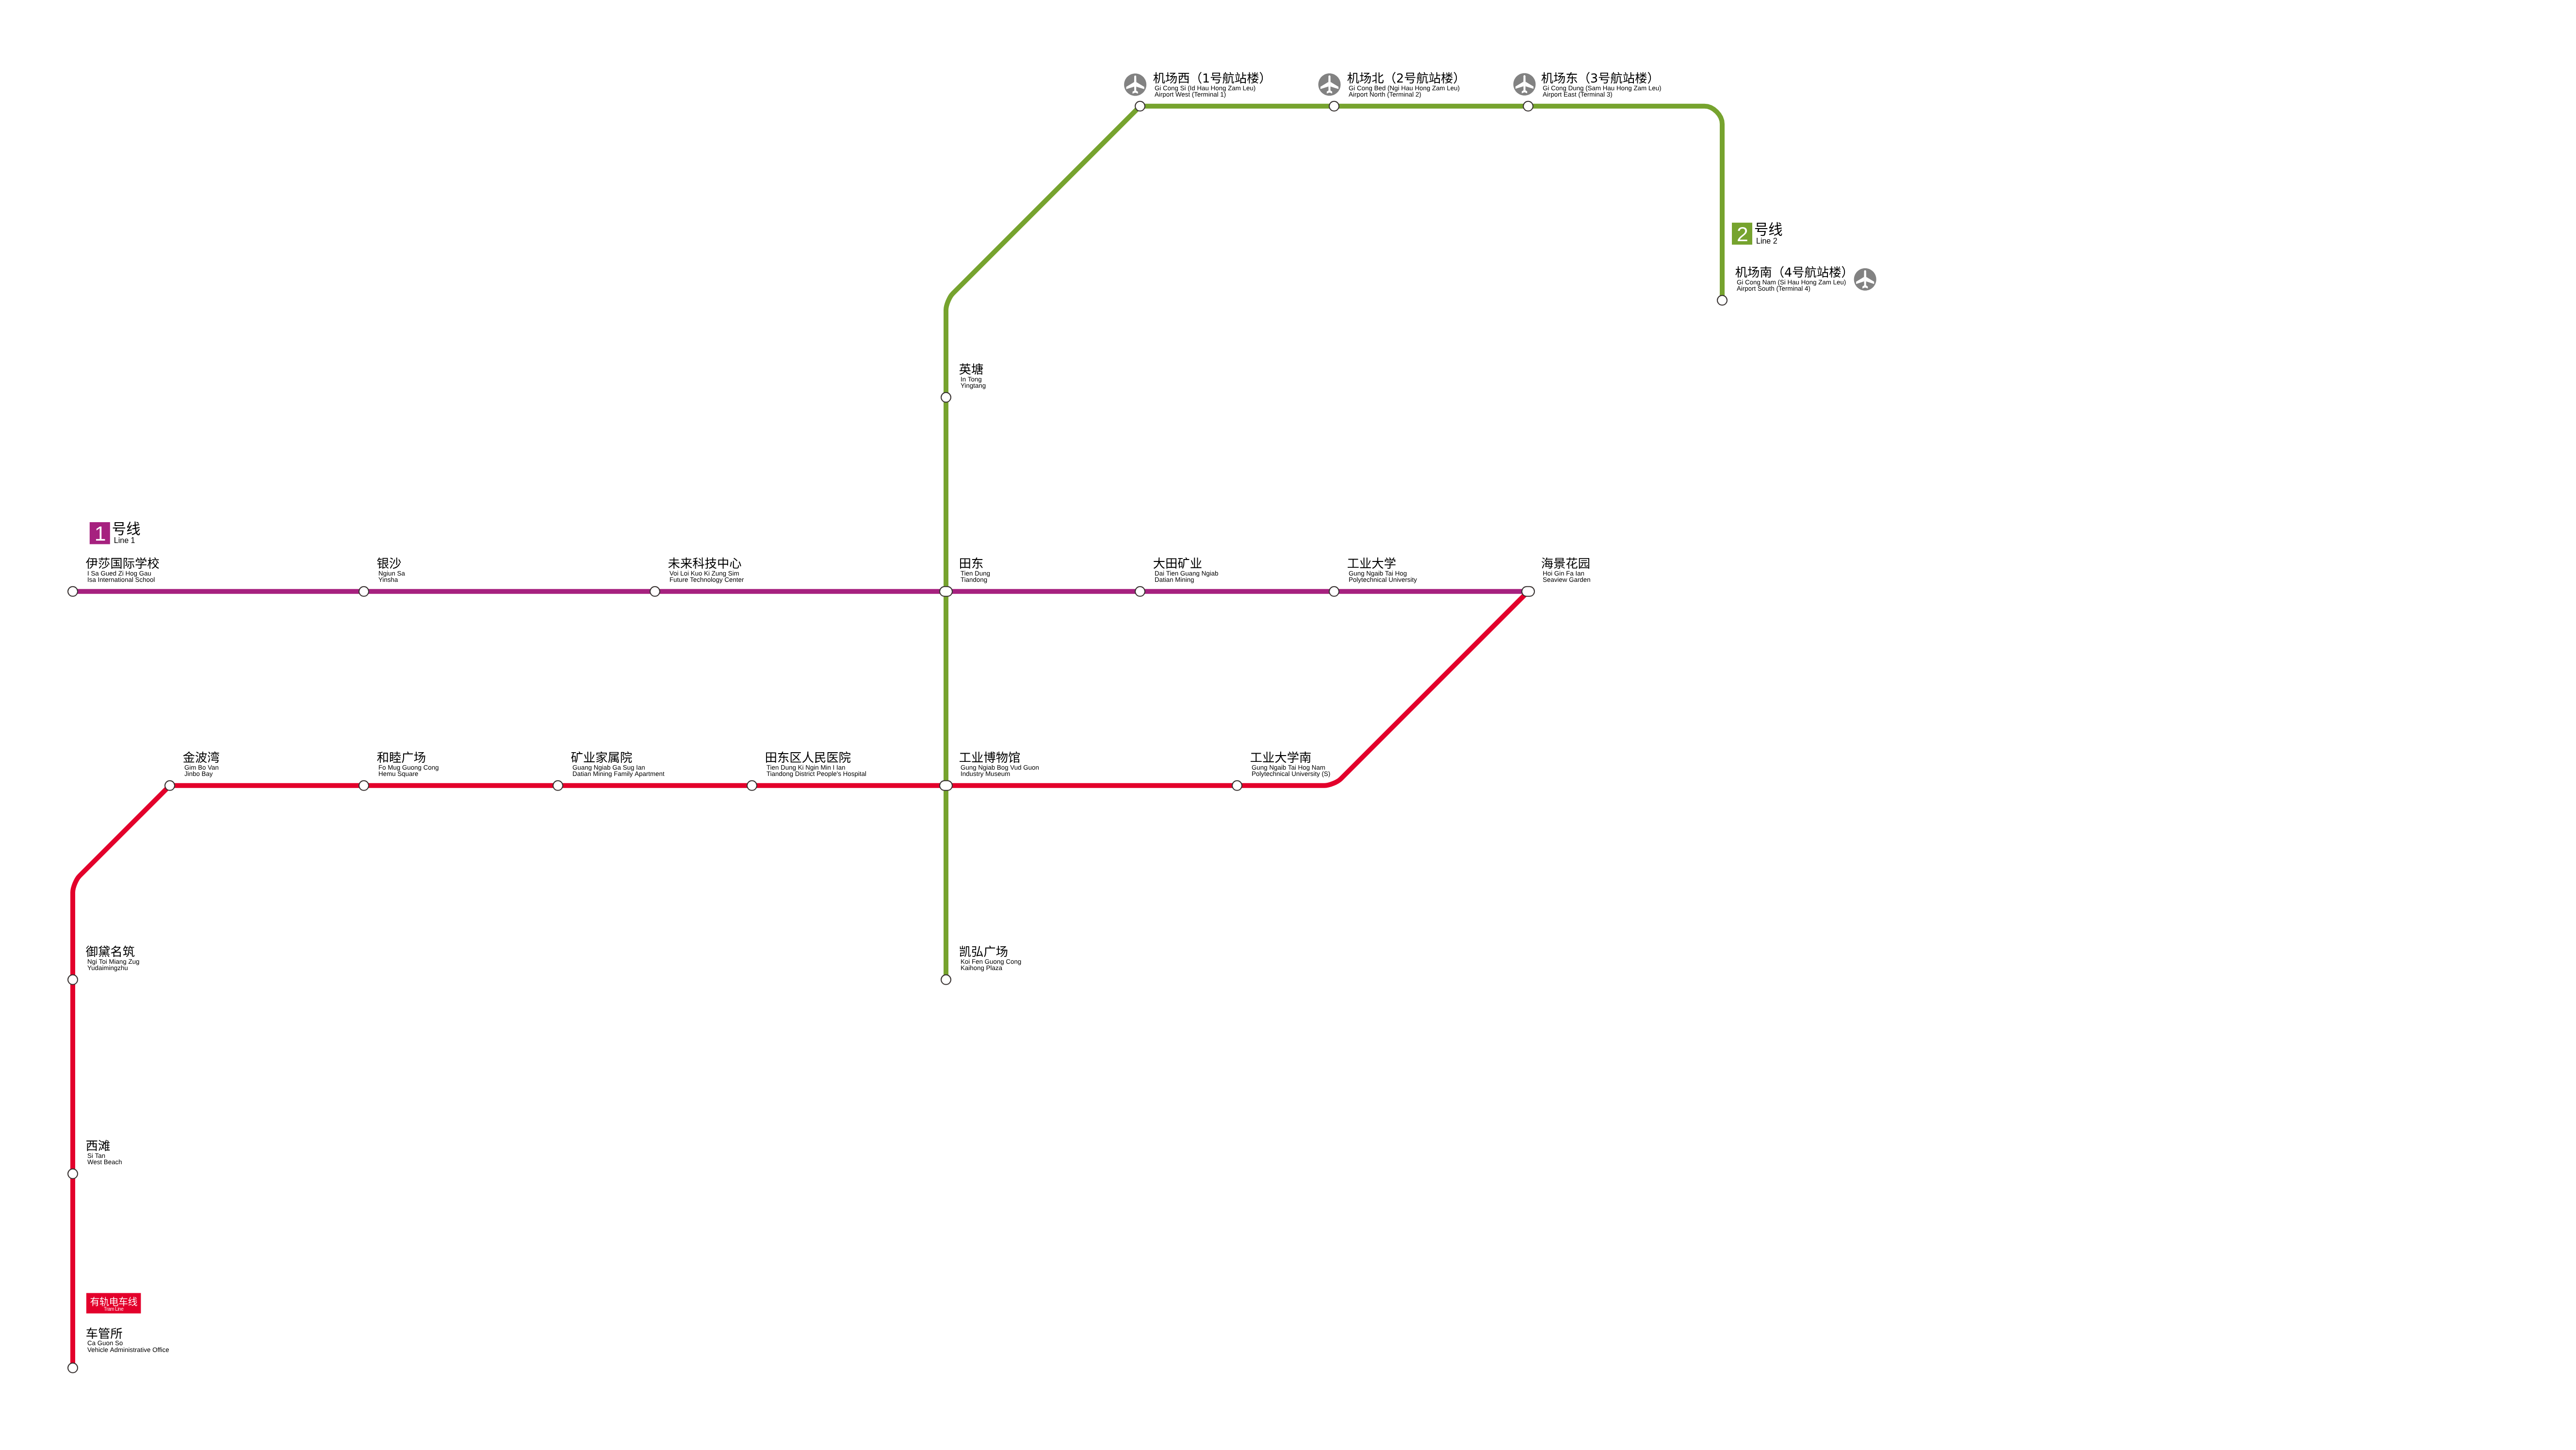 机场西（1号航站楼）
Gi Cong Si (Id Hau Hong Zam Leu)
Airport West (Terminal 1)
机场北（2号航站楼）
Gi Cong Bed (Ngi Hau Hong Zam Leu)
Airport North (Terminal 2)
机场东（3号航站楼）
Gi Cong Dung (Sam Hau Hong Zam Leu)
Airport East (Terminal 3)
2 号线
Line 2
机场南（4号航站楼）
Gi Cong Nam (Si Hau Hong Zam Leu)
Airport South (Terminal 4)
英塘
In Tong
Yingtang
1 号线
Line 1
伊莎国际学校
I Sa Gued Zi Hog Gau
Isa International School
银沙
Ngiun Sa
Yinsha
未来科技中心
Voi Loi Kuo Ki Zung Sim
Future Technology Center
田东
Tien Dung
Tiandong
大田矿业
Dai Tien Guang Ngiab
Datian Mining
工业大学
Gung Ngaib Tai Hog
Polytechnical University
海景花园
Hoi Gin Fa Ian
Seaview Garden
金波湾
Gim Bo Van
Jinbo Bay
和睦广场
Fo Mug Guong Cong
Hemu Square
矿业家属院
Guang Ngiab Ga Sug Ian
Datian Mining Family Apartment
田东区人民医院
Tien Dung Ki Ngin Min I Ian
Tiandong District People's Hospital
工业博物馆
Gung Ngiab Bog Vud Guon
Industry Museum
工业大学南
Gung Ngaib Tai Hog Nam
Polytechnical University (S)
御黛名筑
Ngi Toi Miang Zug
Yudaimingzhu
凯弘广场
Koi Fen Guong Cong
Kaihong Plaza
西滩
Si Tan
West Beach
有轨电车线
Tram Line
车管所
Ca Guon So
Vehicle Administrative Office